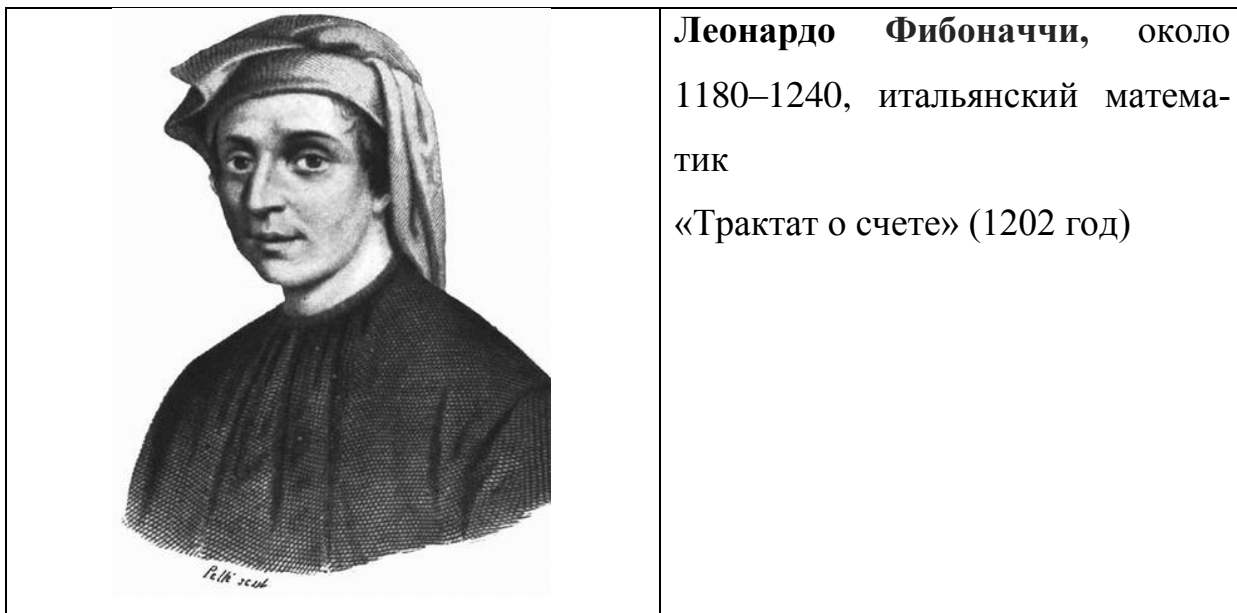 Леонардо Фибоначчи, около
1180–1240, итальянский матема-
тик
«Трактат о счете» (1202 год)